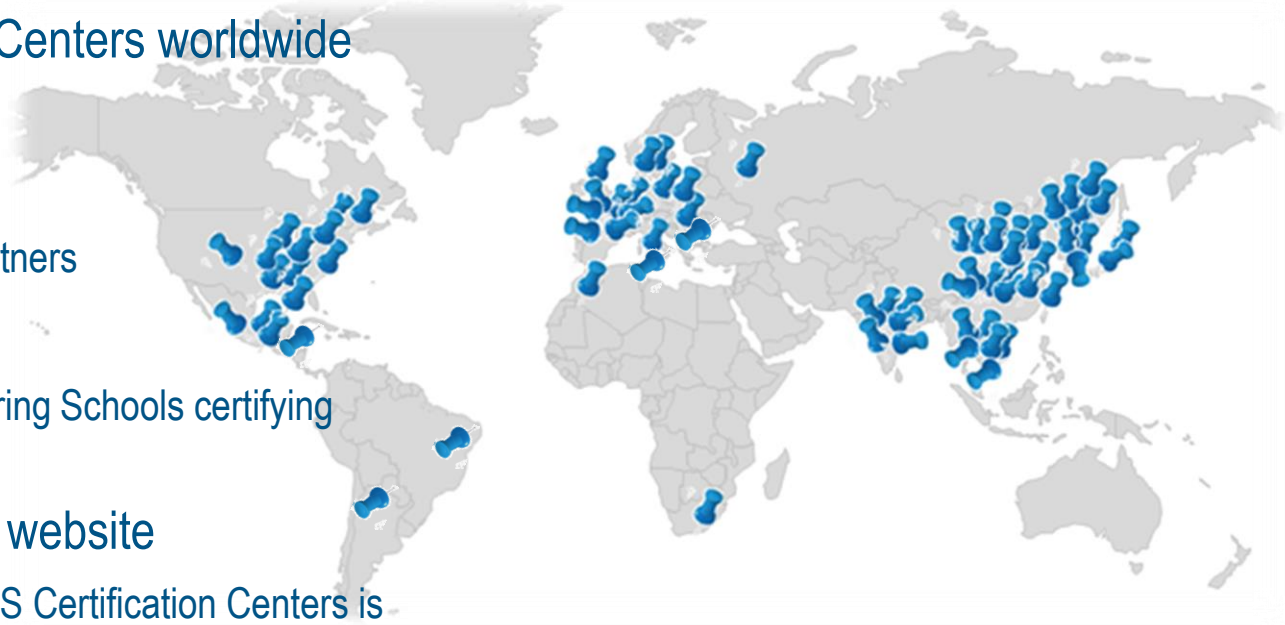 Centers worldwide
tners
ring Schools certifying
website
S Certification Centers is